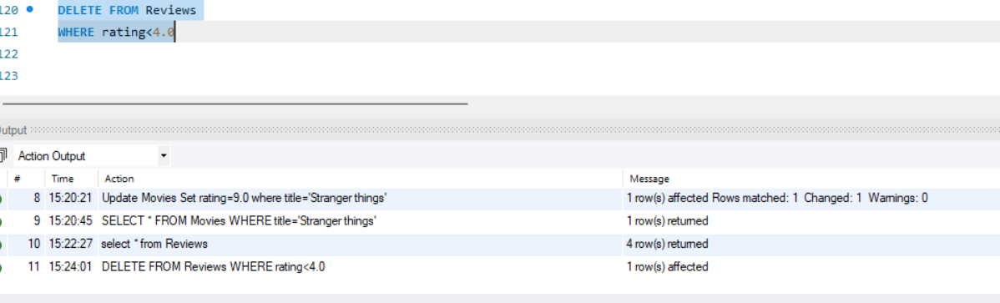 120 DELETE FROM Reviews
121 WHERE rating<4.0
122
123
Output
Action Output
# Time Action Message
8 15:20:21 Update Movies Set rating=9.0 where title='Stranger things' 1 row(s) affected Rows matched: 1 Changed: 1 Warnings: 0
9 15:20:45 SELECT * FROM Movies WHERE title='Stranger things' 1 row(s) returned
10 15:22:27 select * from Reviews 4 row(s) returned
11 15:24:01 DELETE FROM Reviews WHERE rating<4.0 1 row(s) affected